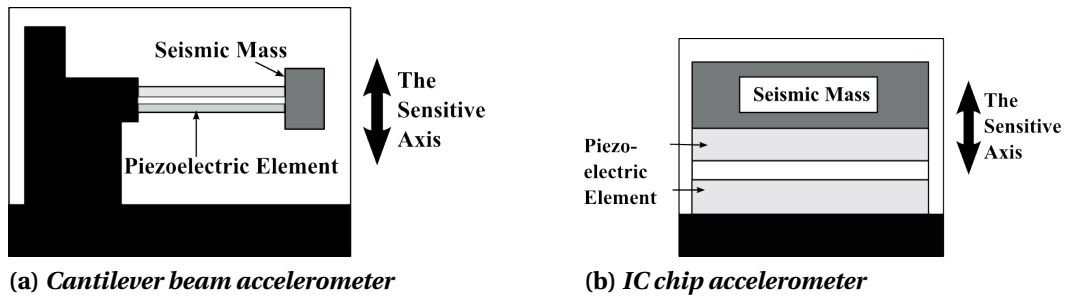 Seismic Mass
The
Sensitive
Axis
Piezoelectric Element
(a) Cantilever beam accelerometer
Seismic Mass
The
Sensitive
Axis
Piezo-
electric
Element
(b) IC chip accelerometer